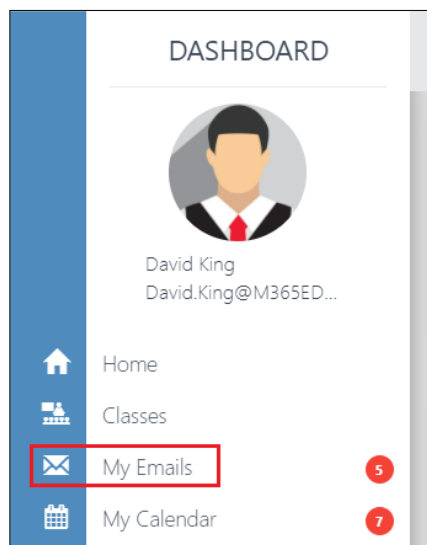 DASHBOARD
David King
David.King@M365ED...
Home
Classes
My Emails 5
My Calendar 7